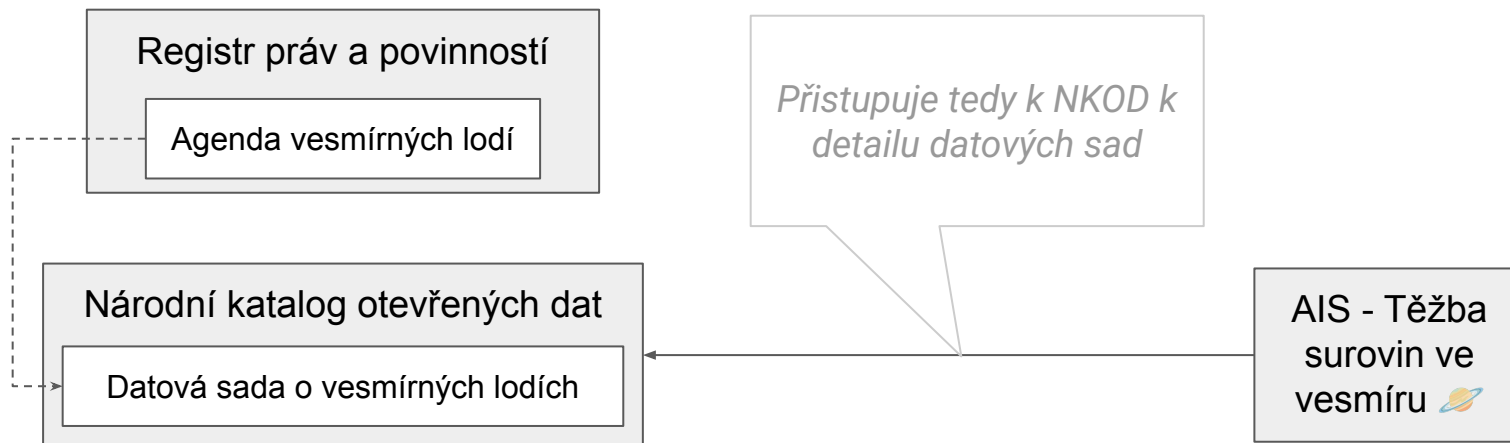 Registr práv a povinností
Agenda vesmírných lodí
Přistupuje tedy k NKOD k
detailu datových sad
Národní katalog otevřených dat
Datová sada o vesmírných lodích
AIS - Těžba
surovin ve
vesmíru 🪐